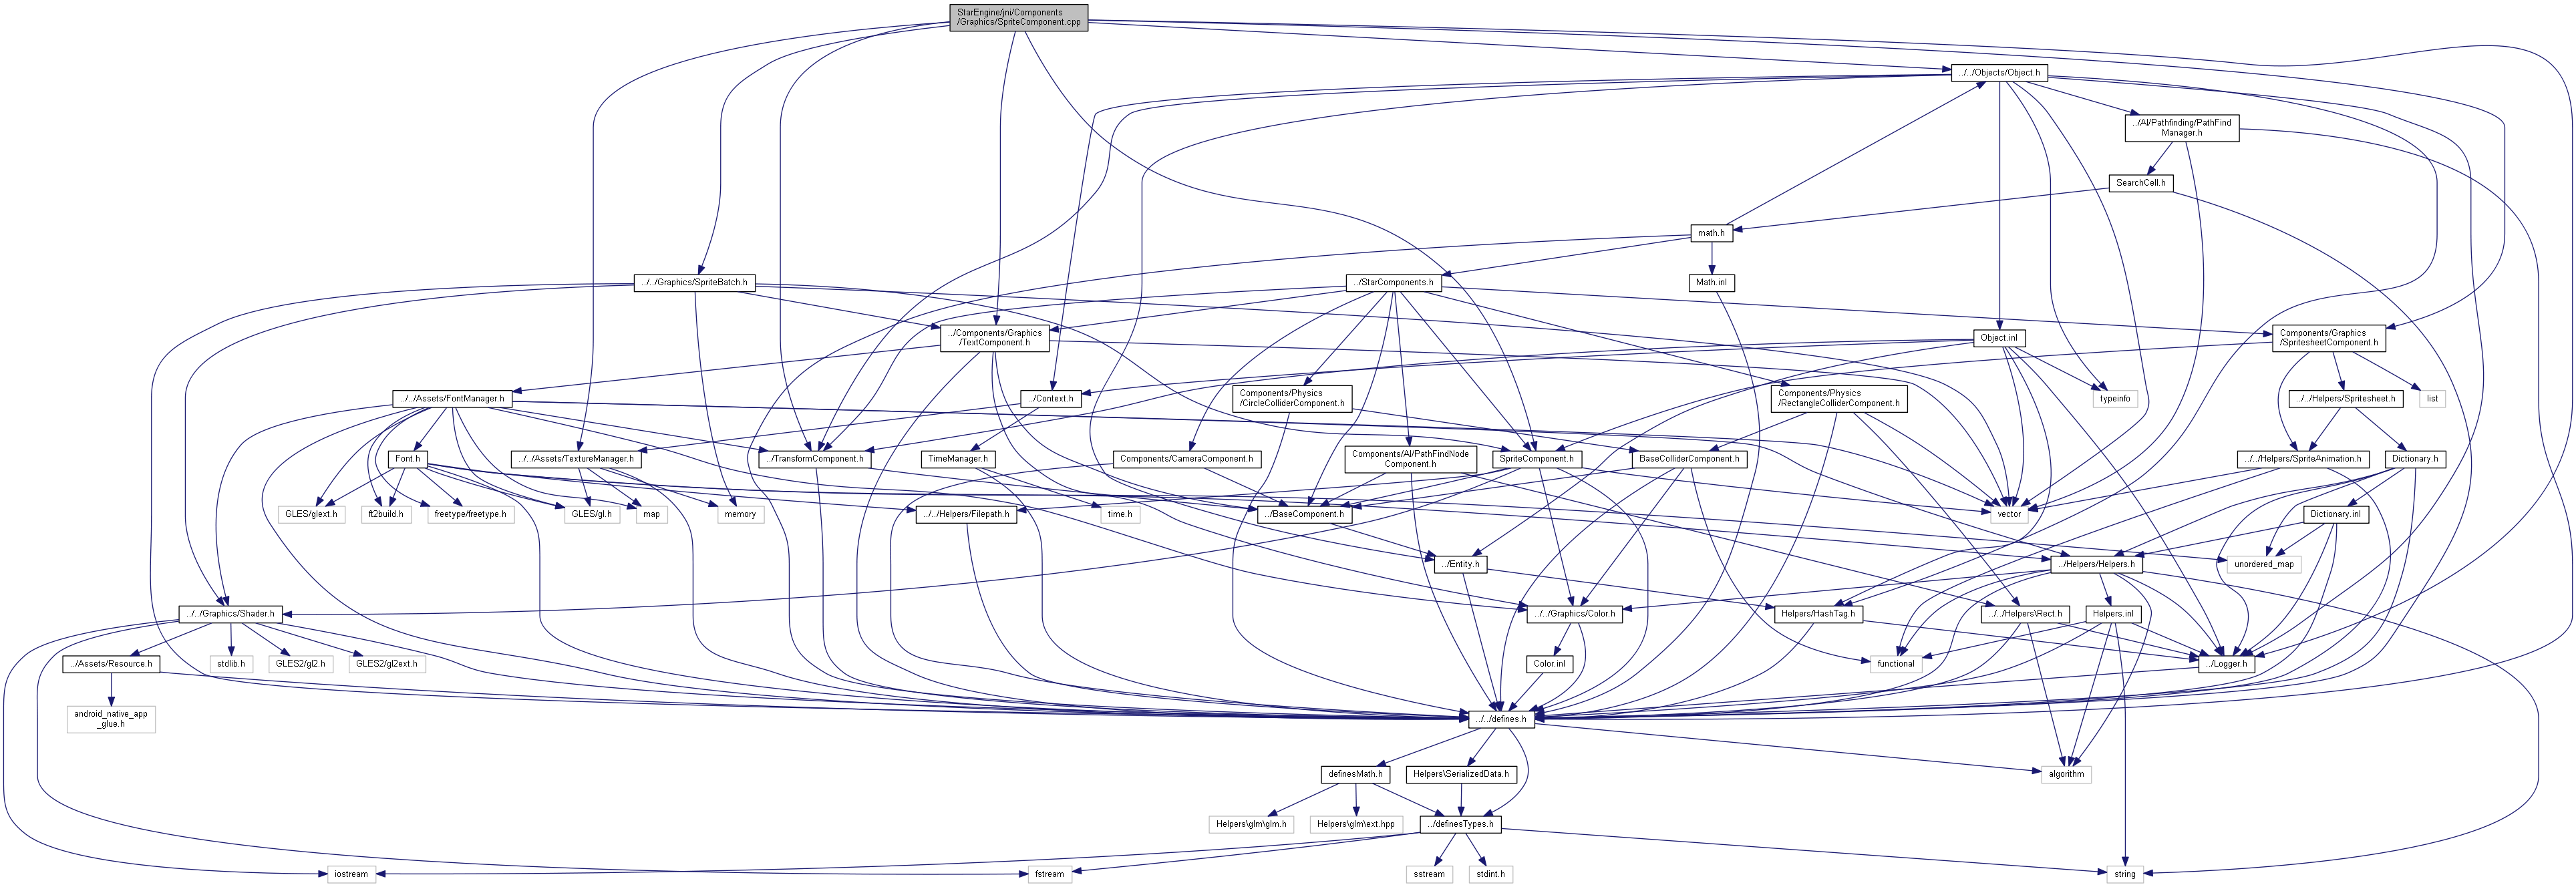 StarEngine/jni/Components
/Graphics/SpriteComponent.cpp
../../Objects/Object.h
../AI/Pathfinding/PathFind
Manager.h
SearchCell.h
math.h
../../Graphics/SpriteBatch.h
../StarComponents.h
Math.inl
../Components/Graphics
/TextComponent.h
Object.inl
Components/Graphics
/SpritesheetComponent.h
../../Assets/FontManager.h
../Context.h
Components/Physics
/CircleColliderComponent.h
Components/Physics
/RectangleColliderComponent.h
typeinfo
../../Helpers/Spritesheet.h
list
Font.h
../../Assets/TextureManager.h
../TransformComponent.h
TimeManager.h
Components/CameraComponent.h
Components/AI/PathFindNode
Component.h
SpriteComponent.h
BaseColliderComponent.h
../../Helpers/SpriteAnimation.h
Dictionary.h
GLES/glext.h
ft2build.h
freetype/freetype.h
GLES/gl.h
map
memory
../../Helpers/Filepath.h
time.h
../BaseComponent.h
vector
Dictionary.inl
../Entity.h
../Helpers/Helpers.h
unordered_map
../../Graphics/Shader.h
../../Graphics/Color.h
Helpers/HashTag.h
../../Helpers\Rect.h
Helpers.inl
../Assets/Resource.h
stdlib.h
GLES2/gl2.h
GLES2/gl2ext.h
Color.inl
functional
../Logger.h
android_native_app
_glue.h
../../defines.h
definesMath.h
Helpers\SerializedData.h
algorithm
Helpers\glm\glm.h
Helpers\glm\ext.hpp
../definesTypes.h
iostream
fstream
sstream
stdint.h
string